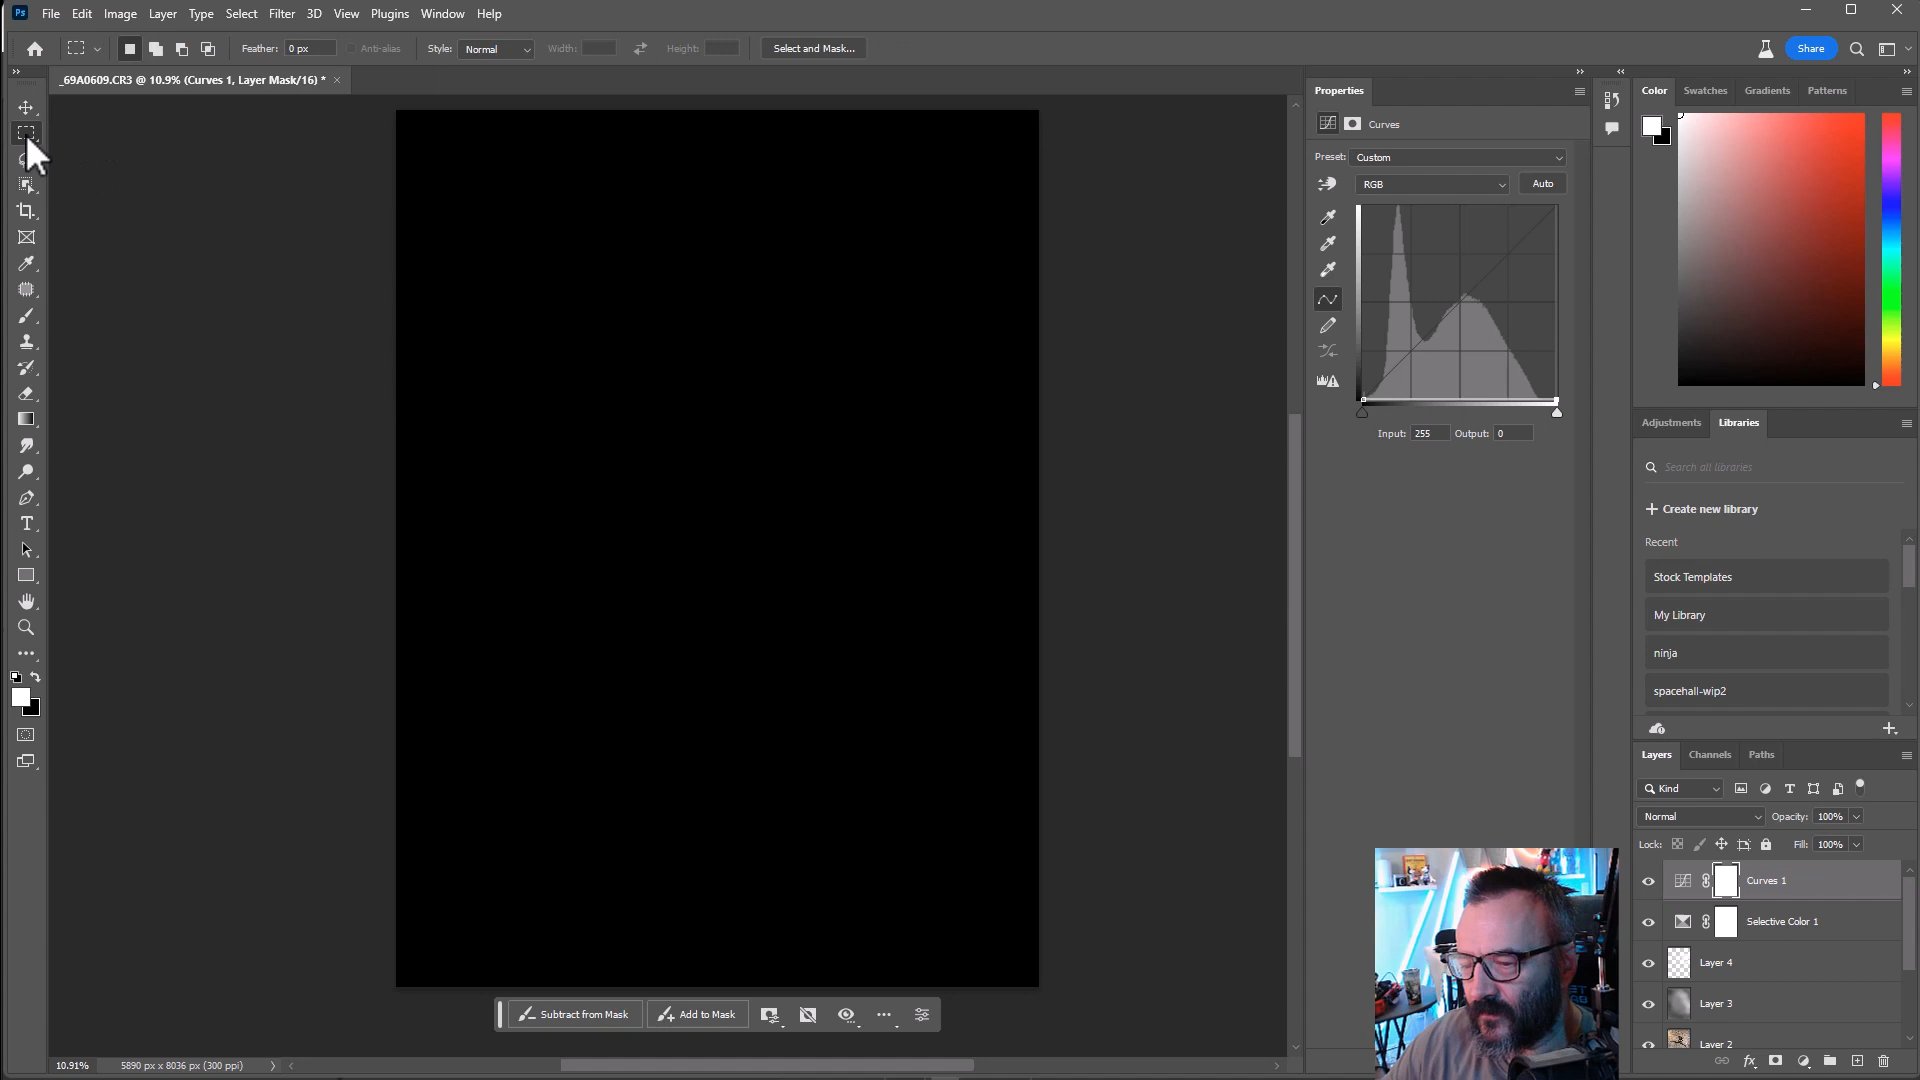 Ps File Edit Image Layer Type Select Filter 3D View Plugins Window Help
Feather: 0 px Anti-alias Style: Normal Width: Height: Select and Mask... Share
_69A0609.CR3 @ 10.9% (Curves 1, Layer Mask/16) * ×
Properties
Curves
Preset: Custom
RGB Auto
Input: 255 Output: 0
Color Swatches Gradients Patterns
Adjustments Libraries
Search all libraries
+ Create new library
Recent
Stock Templates
My Library
ninja
spacehall-wip2
Layers Channels Paths
Kind
Normal Opacity: 100%
Lock: Fill: 100%
Curves 1
Selective Color 1
Layer 4
Layer 3
Layer 2
Subtract from Mask Add to Mask
10.91% 5890 px x 8036 px (300 ppi)